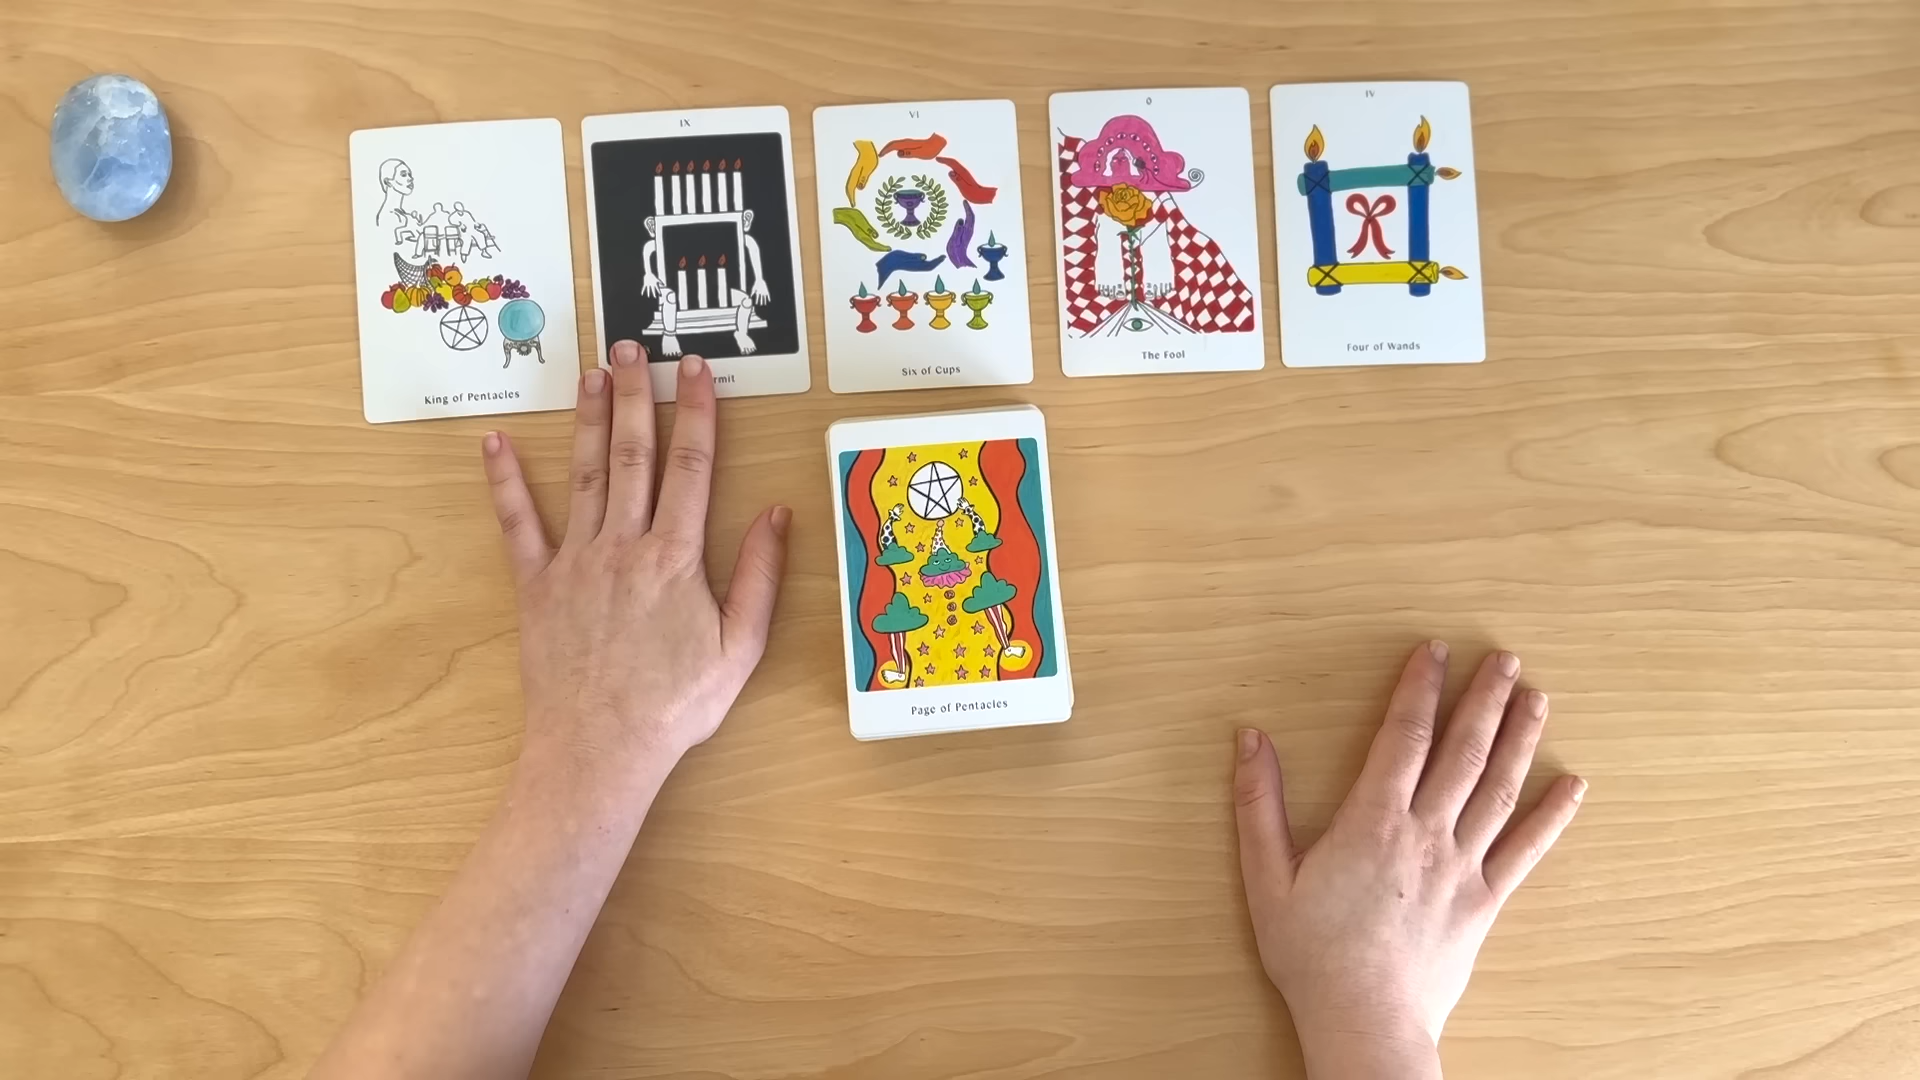 King of Pentacles
IX
rmit
VI
Six of Cups
0
The Fool
IV
Four of Wands
Page of Pentacles